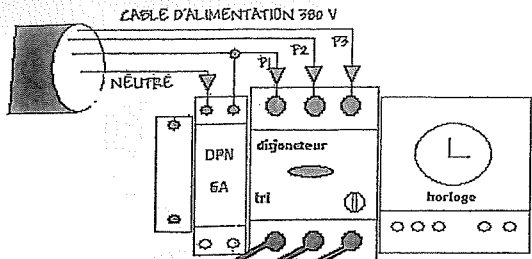 CABLE D'ALIMENTATION 380 V
P1
P2
P3
NEUTRE
DPN
6A
disjoncteur
tri
horloge